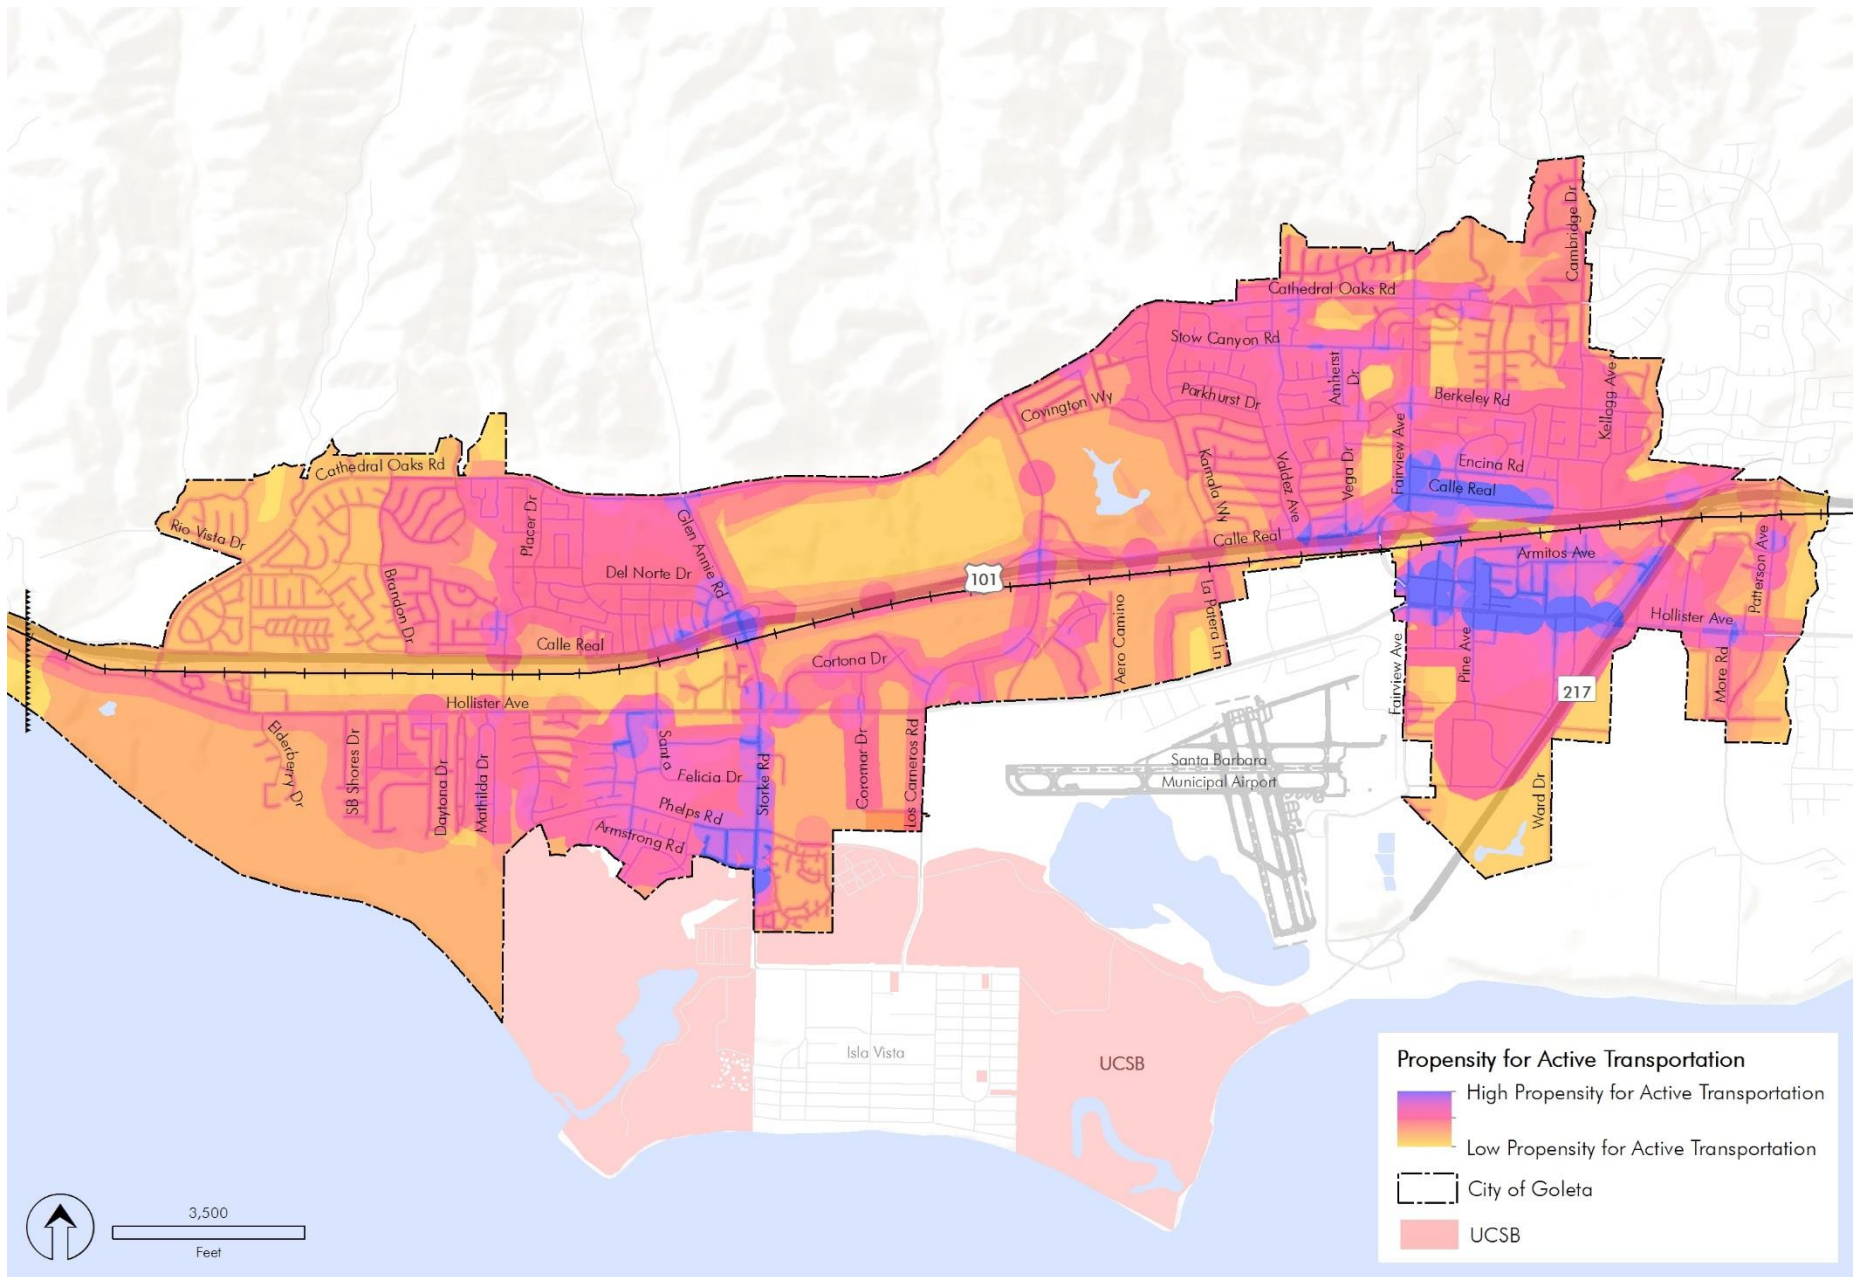 Cambridge Dr
Cathedral Oaks Rd
Stow Canyon Rd
Amherst
Dr
Parkhurst Dr
Covington Wy
Berkeley Rd
Kellogg Ave
Fairview Ave
Encina Rd
Calle Real
Kamala Wy
Valdez Ave
Vega Dr
Calle Real
Cathedral Oaks Rd
Rio Vista Dr
Placer Dr
Glen Annie Rd
Del Norte Dr
Brandon Dr
Calle Real
101
Armitos Ave
Patterson Ave
Hollister Ave
La Patera Ln
Aero Camino
Cortona Dr
Fairview Ave
Pine Ave
More Rd
217
Hollister Ave
Elderberry Dr
SB Shores Dr
Daytona Dr
Mathilda Dr
Santa
Felicia Dr
Storke Rd
Phelps Rd
Armstrong Rd
Coromar Dr
Los Carneros Rd
Santa Barbara
Municipal Airport
Ward Dr
Isla Vista
UCSB
Propensity for Active Transportation
High Propensity for Active Transportation
Low Propensity for Active Transportation
City of Goleta
UCSB
3,500
Feet